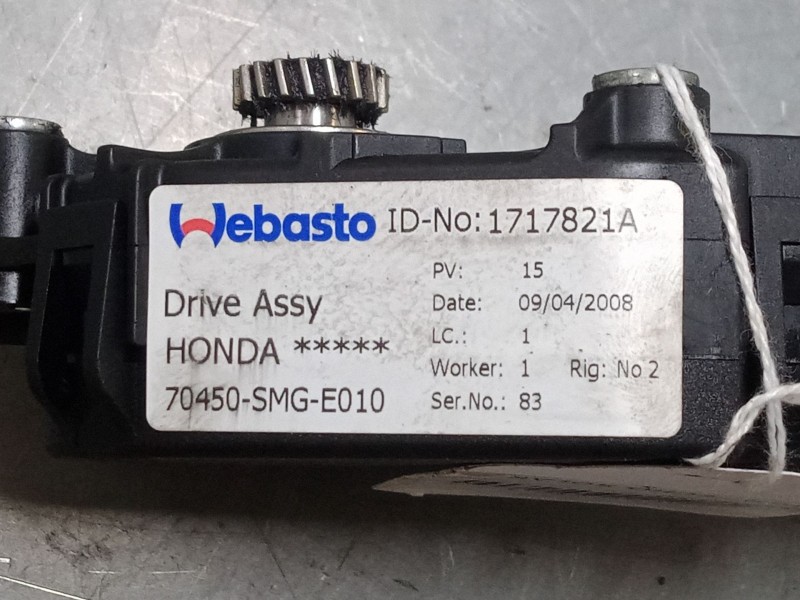 Webasto ID-No: 1717821A
PV: 15
Drive Assy Date: 09/04/2008
LC.: 1
HONDA *****
Worker: 1 Rig: No 2
70450-SMG-E010 Ser.No.: 83